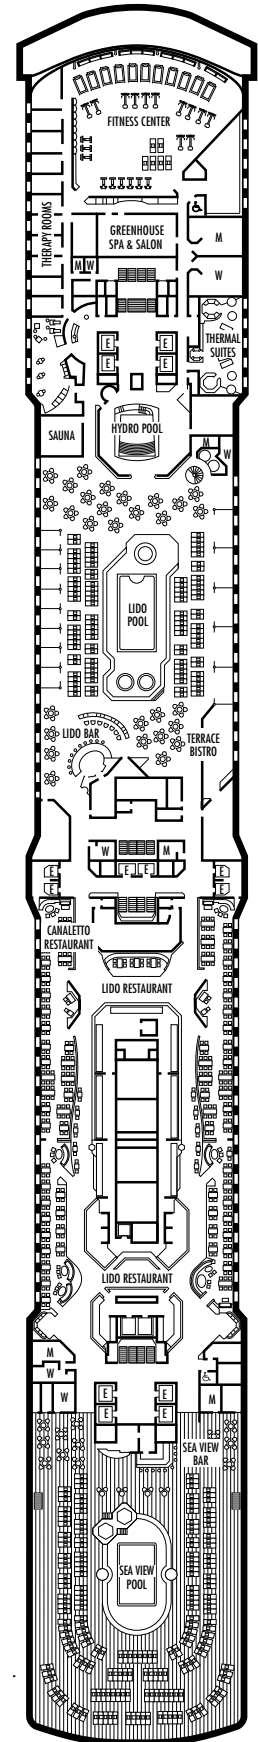 FITNESS CENTER
THERAPY ROOMS
GREENHOUSE
SPA & SALON
M
M W
W
THERMAL
SUITES
E E
E E
HYDRO POOL
SAUNA
M
W
LIDO
POOL
LIDO BAR
TERRACE
BISTRO
W M
E E
E E
E E
CANALETTO
RESTAURANT
LIDO RESTAURANT
LIDO RESTAURANT
M
W
W
E E
E E
M
SEA VIEW
BAR
SEA VIEW
POOL